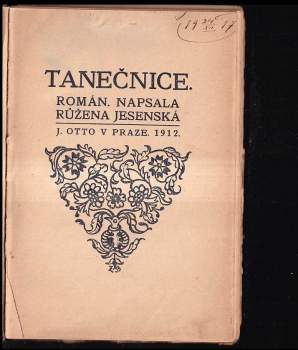 TANEČNICE.
ROMÁN. NAPSALA
RŮŽENA JESENSKÁ
J. OTTO V PRAZE. 1912.